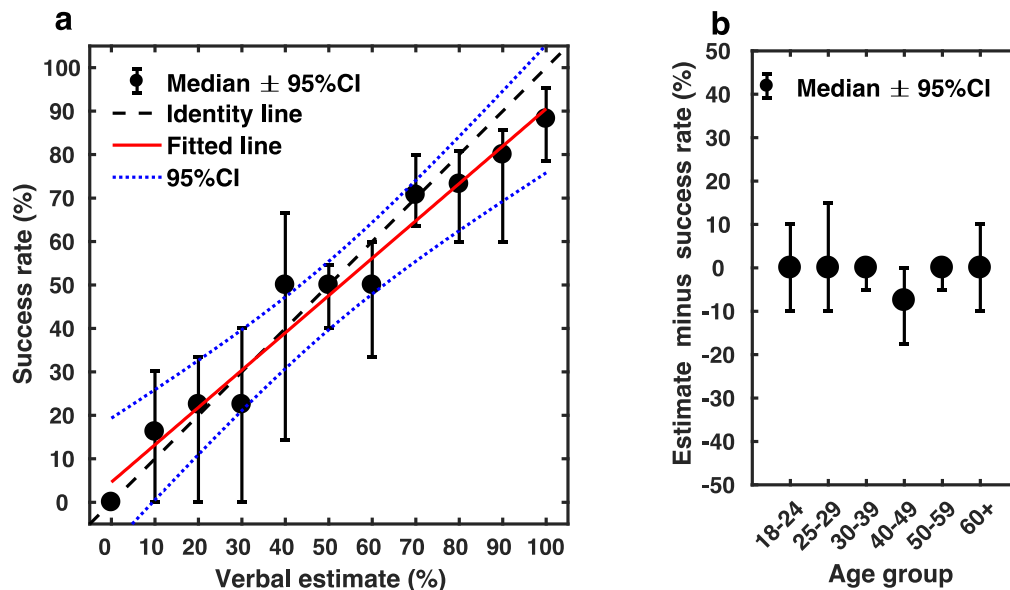 a
Success rate (%)
100
90
80
70
60
50
40
30
20
10
0
Median ± 95%CI
Identity line
Fitted line
95%CI
0 10 20 30 40 50 60 70 80 90 100
Verbal estimate (%)
b
Estimate minus success rate (%)
50
40
30
20
10
0
-10
-20
-30
-40
-50
Median ± 95%CI
18-24 25-29 30-39 40-49 50-59 60+
Age group